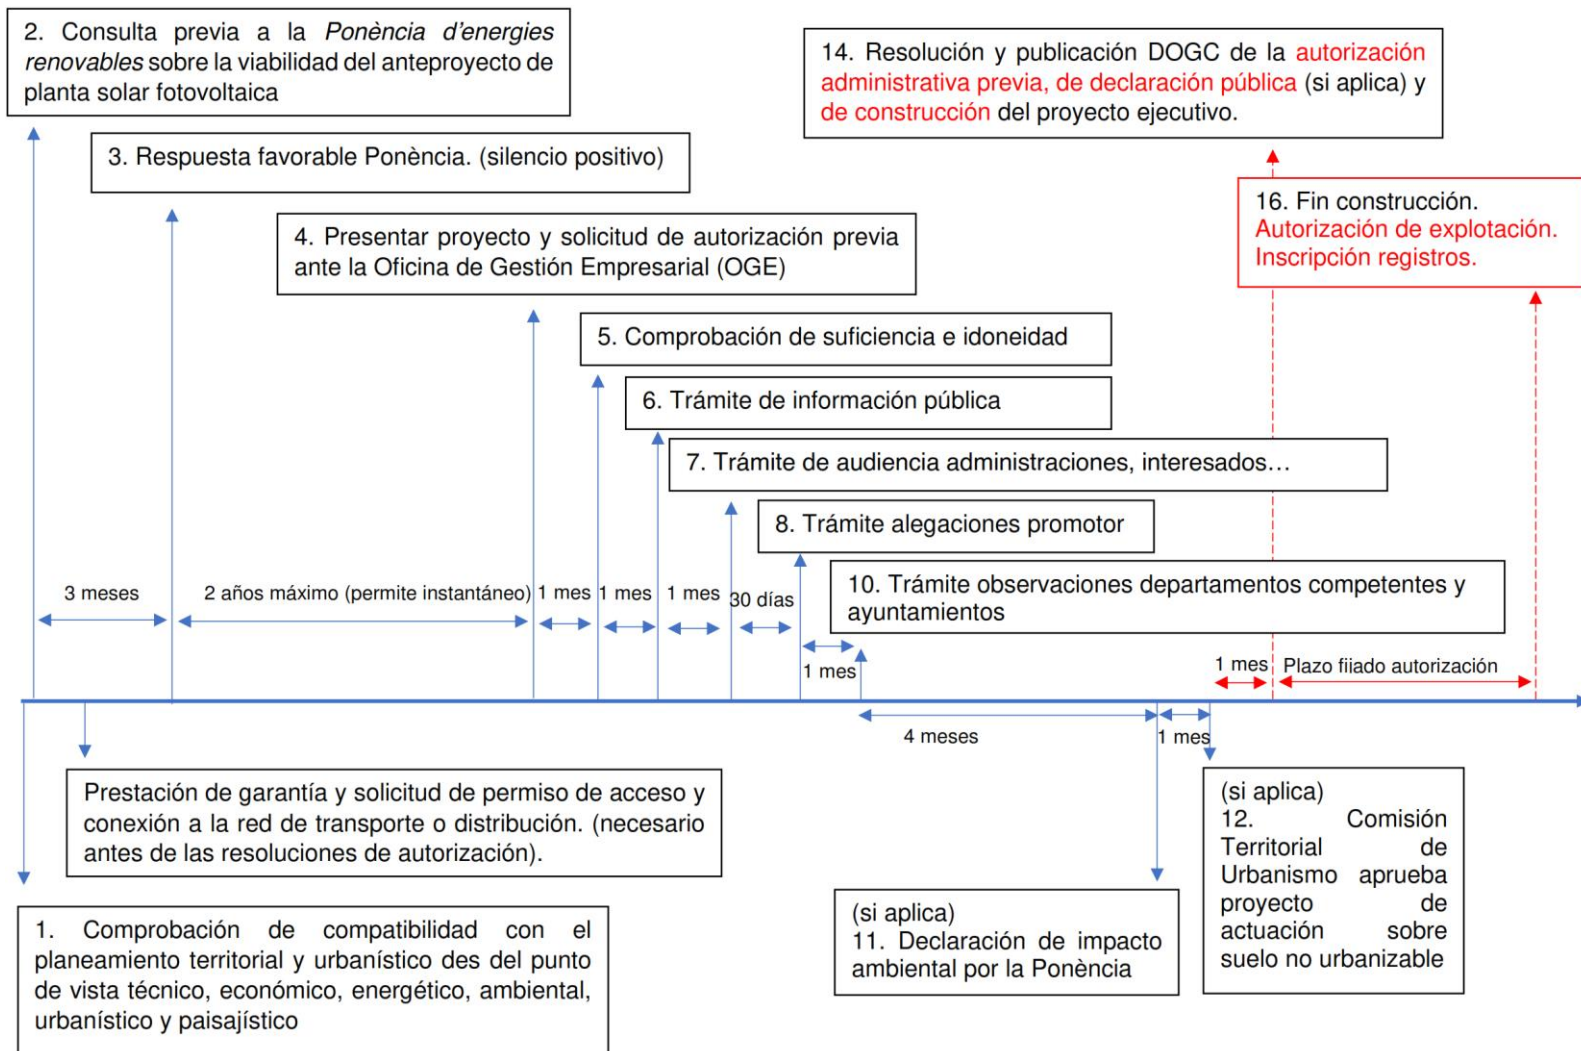 2. Consulta previa a la Ponència d'energies
renovables sobre la viabilidad del anteproyecto de
planta solar fotovoltaica
14. Resolución y publicación DOGC de la autorización
administrativa previa, de declaración pública (si aplica) y
de construcción del proyecto ejecutivo.
3. Respuesta favorable Ponència. (silencio positivo)
16. Fin construcción.
Autorización de explotación.
Inscripción registros.
4. Presentar proyecto y solicitud de autorización previa
ante la Oficina de Gestión Empresarial (OGE)
5. Comprobación de suficiencia e idoneidad
6. Trámite de información pública
7. Trámite de audiencia administraciones, interesados…
8. Trámite alegaciones promotor
10. Trámite observaciones departamentos competentes y
ayuntamientos
3 meses
2 años máximo (permite instantáneo)
1 mes
1 mes
1 mes
30 días
1 mes
1 mes
Plazo fiiado autorización
4 meses
1 mes
Prestación de garantía y solicitud de permiso de acceso y
conexión a la red de transporte o distribución. (necesario
antes de las resoluciones de autorización).
(si aplica)
12. Comisión
Territorial de
Urbanismo aprueba
proyecto de
actuación sobre
suelo no urbanizable
(si aplica)
11. Declaración de impacto
ambiental por la Ponència
1. Comprobación de compatibilidad con el
planeamiento territorial y urbanístico des del punto
de vista técnico, económico, energético, ambiental,
urbanístico y paisajístico